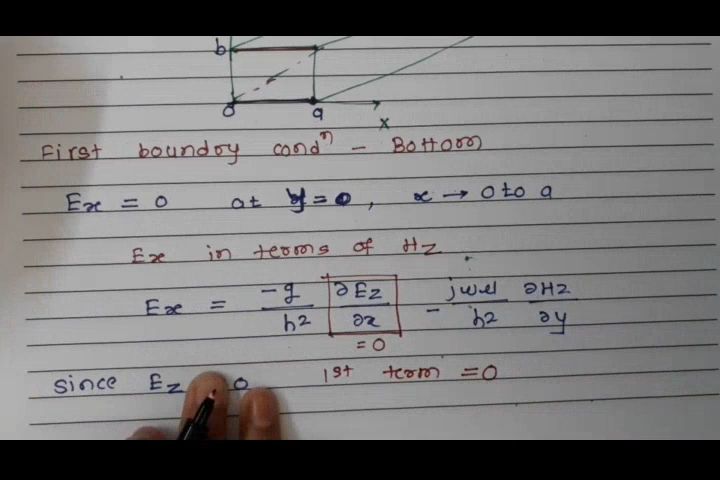 b
0 a
x
First boundry condⁿ - Bottom
Ex = 0 at y = 0, x → 0 to a
Ex in terms of Hz
Ex = -g/h² ∂Ez/∂x - jωμ/h² ∂Hz/∂y
= 0
since Ez 0 1st term = 0